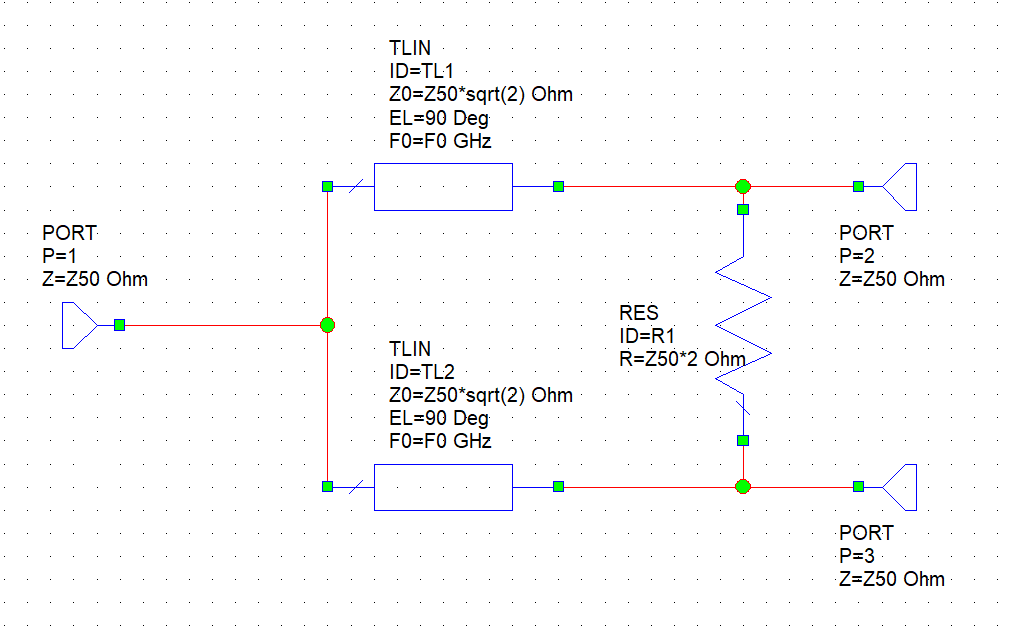 TLIN
ID=TL1
Z0=Z50*sqrt(2) Ohm
EL=90 Deg
F0=F0 GHz
PORT
P=1
Z=Z50 Ohm
PORT
P=2
Z=Z50 Ohm
RES
ID=R1
R=Z50*2 Ohm
TLIN
ID=TL2
Z0=Z50*sqrt(2) Ohm
EL=90 Deg
F0=F0 GHz
PORT
P=3
Z=Z50 Ohm